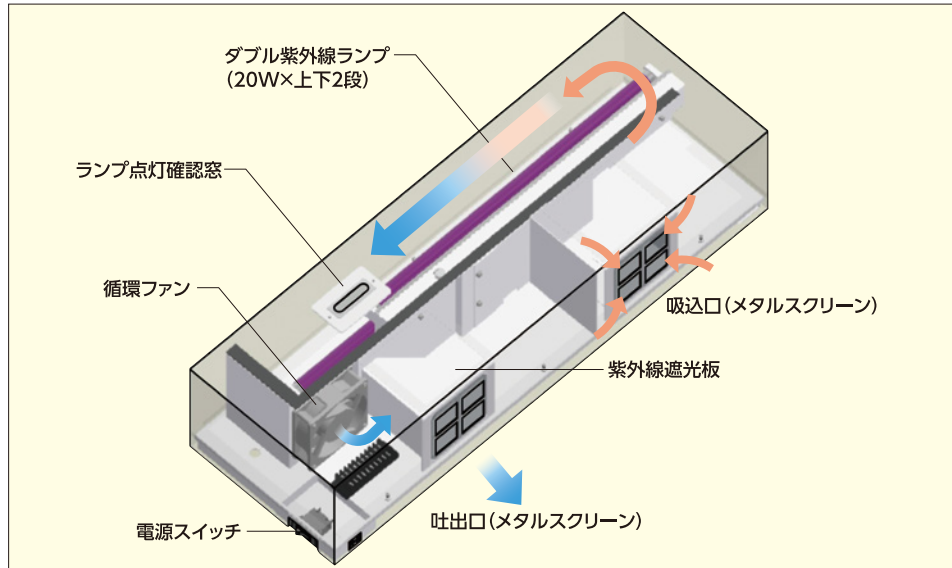 ダブル紫外線ランプ
（20W×上下2段）
ランプ点灯確認窓
循環ファン
吸込口（メタルスクリーン）
紫外線遮光板
吐出口（メタルスクリーン）
電源スイッチ